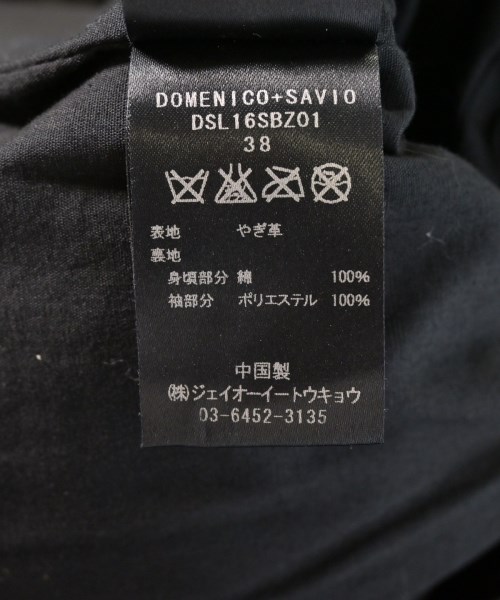 DOMENICO+SAVIO
DSL16SBZ01
38
表地 やぎ革
裏地
身頃部分 綿 100%
袖部分 ポリエステル 100%
中国製
㈱ジェイオーイートウキョウ
03-6452-3135